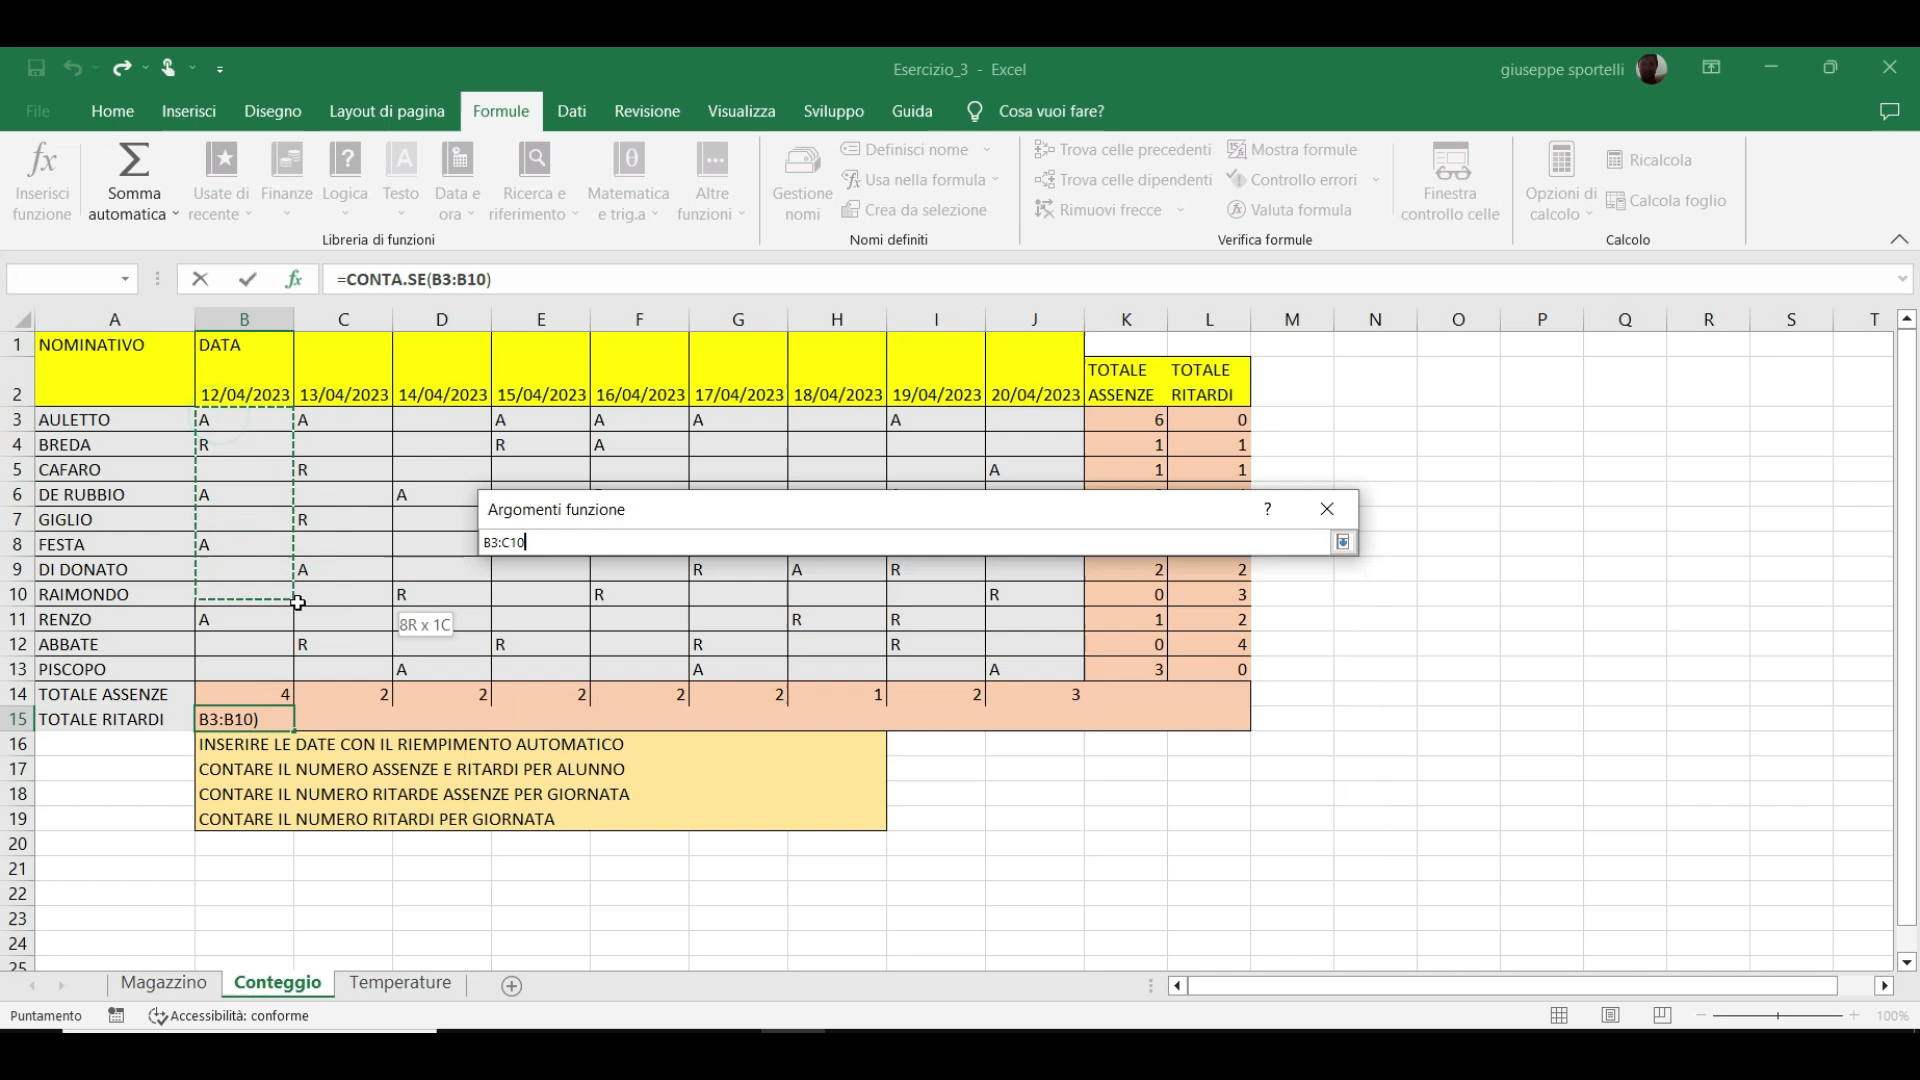 Esercizio_3 - Excel
giuseppe sportelli
File Home Inserisci Disegno Layout di pagina Formule Dati Revisione Visualizza Sviluppo Guida Cosa vuoi fare?
fx Σ ★ ? A θ
Inserisci funzione
Somma automatica
Usate di recente
Finanze
Logica
Testo
Data e ora
Ricerca e riferimento
Matematica e trig.a
Altre funzioni
Libreria di funzioni
Gestione nomi
Definisci nome
Usa nella formula
Crea da selezione
Nomi definiti
Trova celle precedenti
Trova celle dipendenti
Rimuovi frecce
Mostra formule
Controllo errori
Valuta formula
Finestra controllo celle
Verifica formule
Opzioni di calcolo
Ricalcola
Calcola foglio
Calcolo
fx =CONTA.SE(B3:B10)
A B C D E F G H I J K L M N O P Q R S T
1 NOMINATIVO DATA
2 12/04/2023 13/04/2023 14/04/2023 15/04/2023 16/04/2023 17/04/2023 18/04/2023 19/04/2023 20/04/2023 TOTALE ASSENZE TOTALE RITARDI
3 AULETTO A A A A A A 6 0
4 BREDA R R A 1 1
5 CAFARO R A 1 1
6 DE RUBBIO A A
7 GIGLIO R
8 FESTA A
Argomenti funzione ?
B3:C10
9 DI DONATO A R A R 2 2
10 RAIMONDO R R R 0 3
11 RENZO A R R 1 2
8R x 1C
12 ABBATE R R R R 0 4
13 PISCOPO A A A 3 0
14 TOTALE ASSENZE 4 2 2 2 2 2 1 2 3
15 TOTALE RITARDI B3:B10)
16 INSERIRE LE DATE CON IL RIEMPIMENTO AUTOMATICO
17 CONTARE IL NUMERO ASSENZE E RITARDI PER ALUNNO
18 CONTARE IL NUMERO RITARDE ASSENZE PER GIORNATA
19 CONTARE IL NUMERO RITARDI PER GIORNATA
20
21
22
23
24
25
Magazzino Conteggio Temperature
Puntamento Accessibilità: conforme 100%